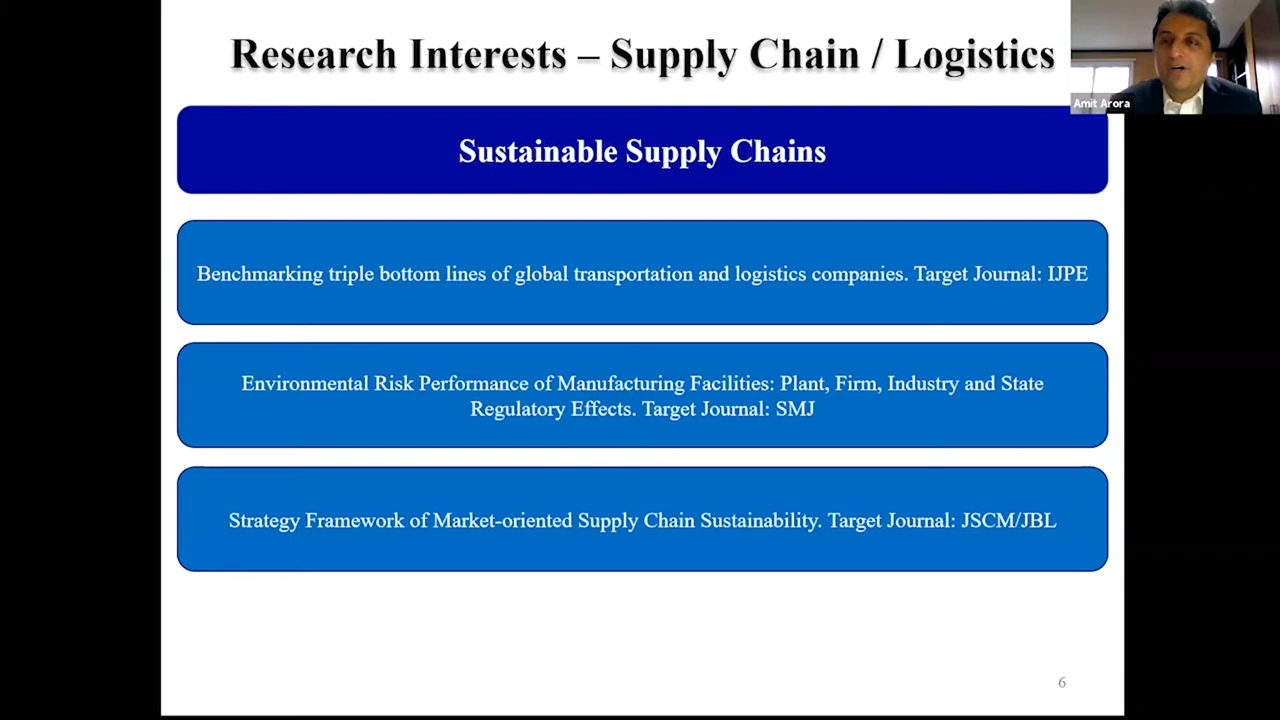 Research Interests – Supply Chain / Logistics
Amit Arora
Sustainable Supply Chains
Benchmarking triple bottom lines of global transportation and logistics companies. Target Journal: IJPE
Environmental Risk Performance of Manufacturing Facilities: Plant, Firm, Industry and State
Regulatory Effects. Target Journal: SMJ
Strategy Framework of Market-oriented Supply Chain Sustainability. Target Journal: JSCM/JBL
6